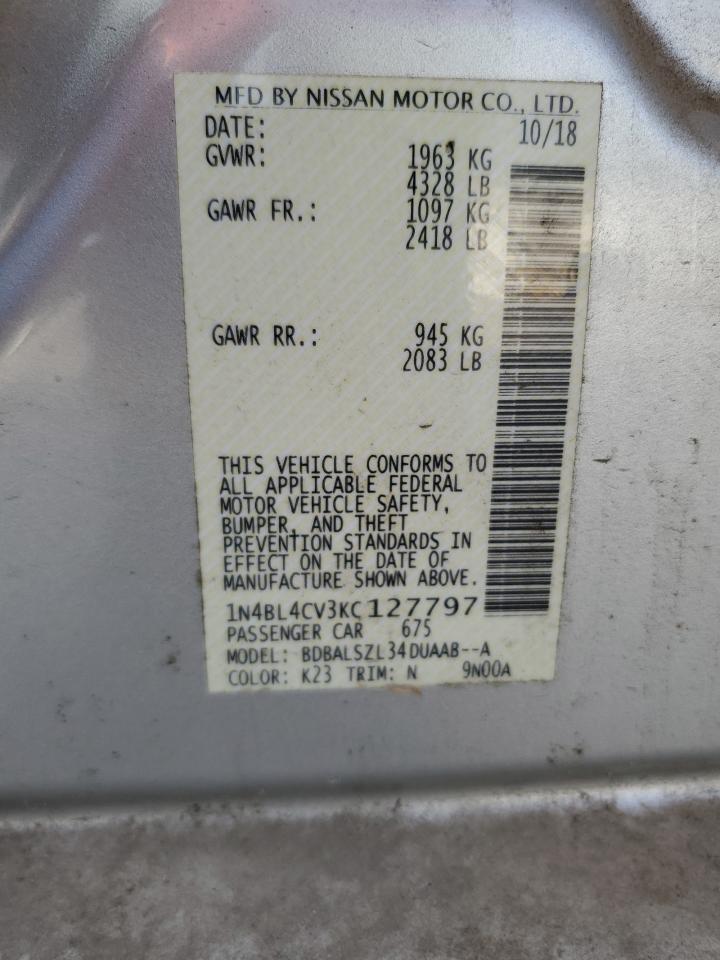 MFD BY NISSAN MOTOR CO., LTD.
DATE: 10/18
GVWR: 1963 KG
4328 LB
GAWR FR.: 1097 KG
2418 LB
GAWR RR.: 945 KG
2083 LB
THIS VEHICLE CONFORMS TO
ALL APPLICABLE FEDERAL
MOTOR VEHICLE SAFETY,
BUMPER, AND THEFT
PREVENTION STANDARDS IN
EFFECT ON THE DATE OF
MANUFACTURE SHOWN ABOVE.
1N4BL4CV3KC127797
PASSENGER CAR 675
MODEL: BDBALSZL34DUAAB--A
COLOR: K23 TRIM: N 9N00A